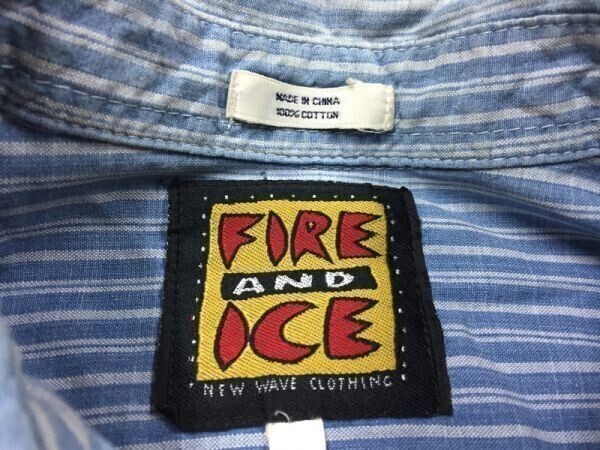 MADE IN CHINA
100% COTTON
FIRE
AND
ICE
NEW WAVE CLOTHING